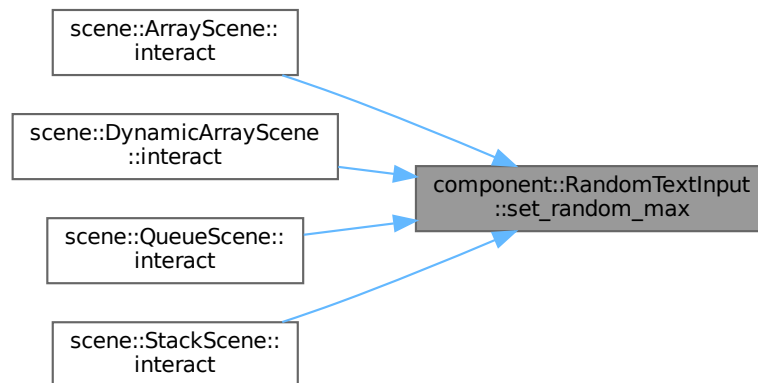 scene::ArrayScene::
interact
scene::DynamicArrayScene
::interact
component::RandomTextInput
::set_random_max
scene::QueueScene::
interact
scene::StackScene::
interact